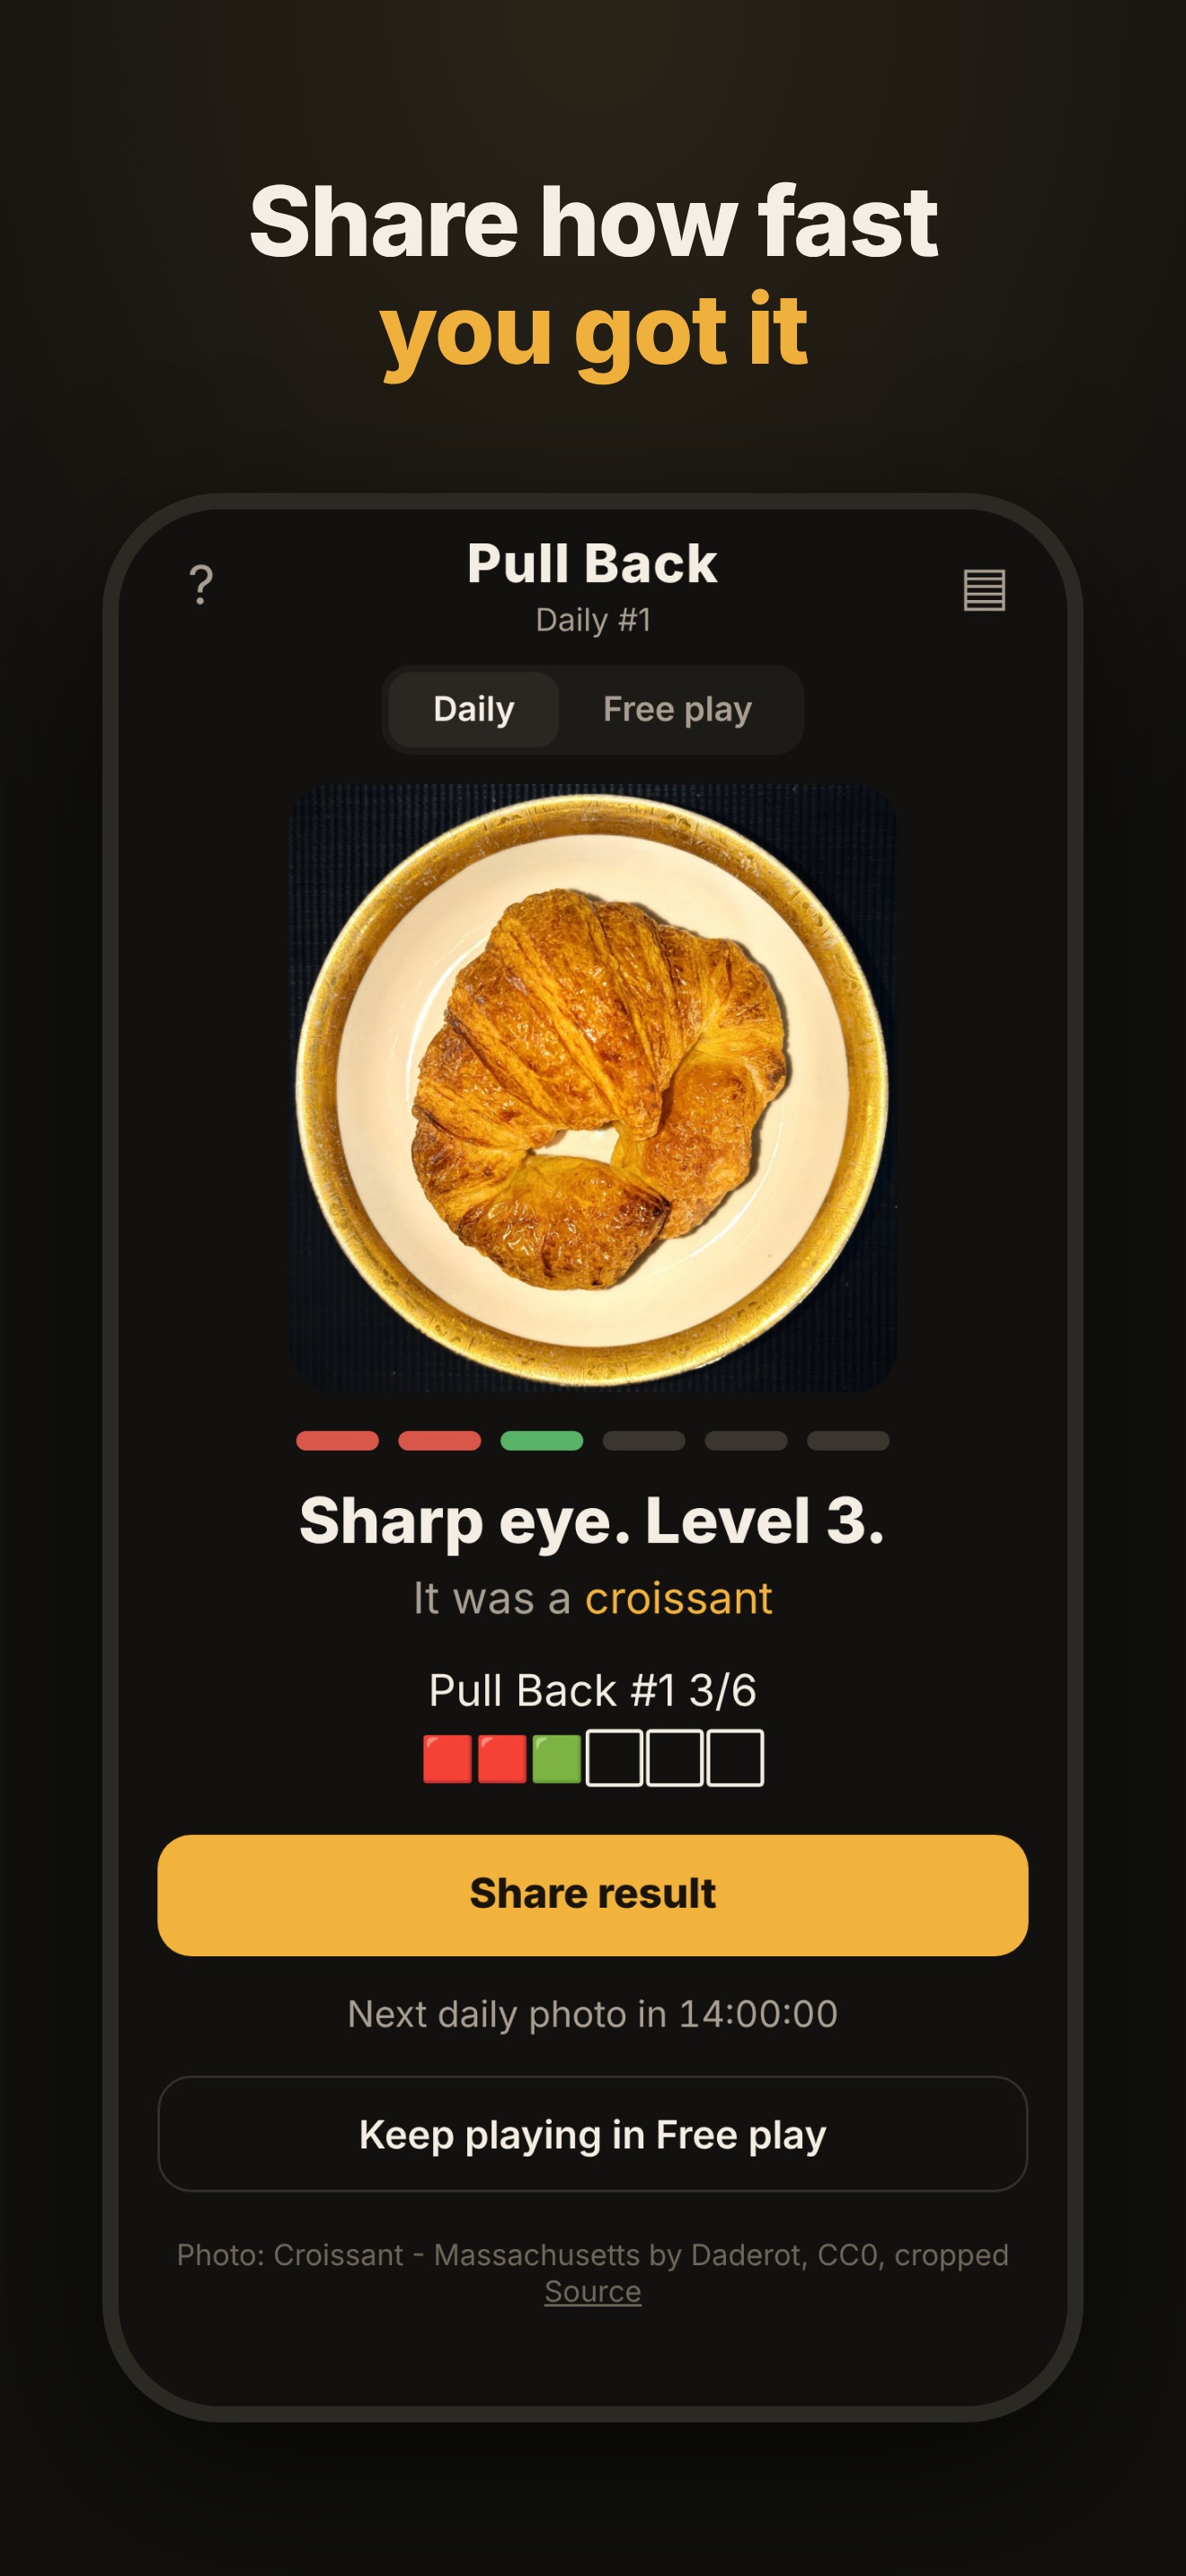 Share how fast
you got it
?
Pull Back
Daily #1
Daily Free play
Sharp eye. Level 3.
It was a croissant
Pull Back #1 3/6
🟥🟥🟩⬜⬜⬜
Share result
Next daily photo in 14:00:00
Keep playing in Free play
Photo: Croissant - Massachusetts by Daderot, CC0, cropped
Source